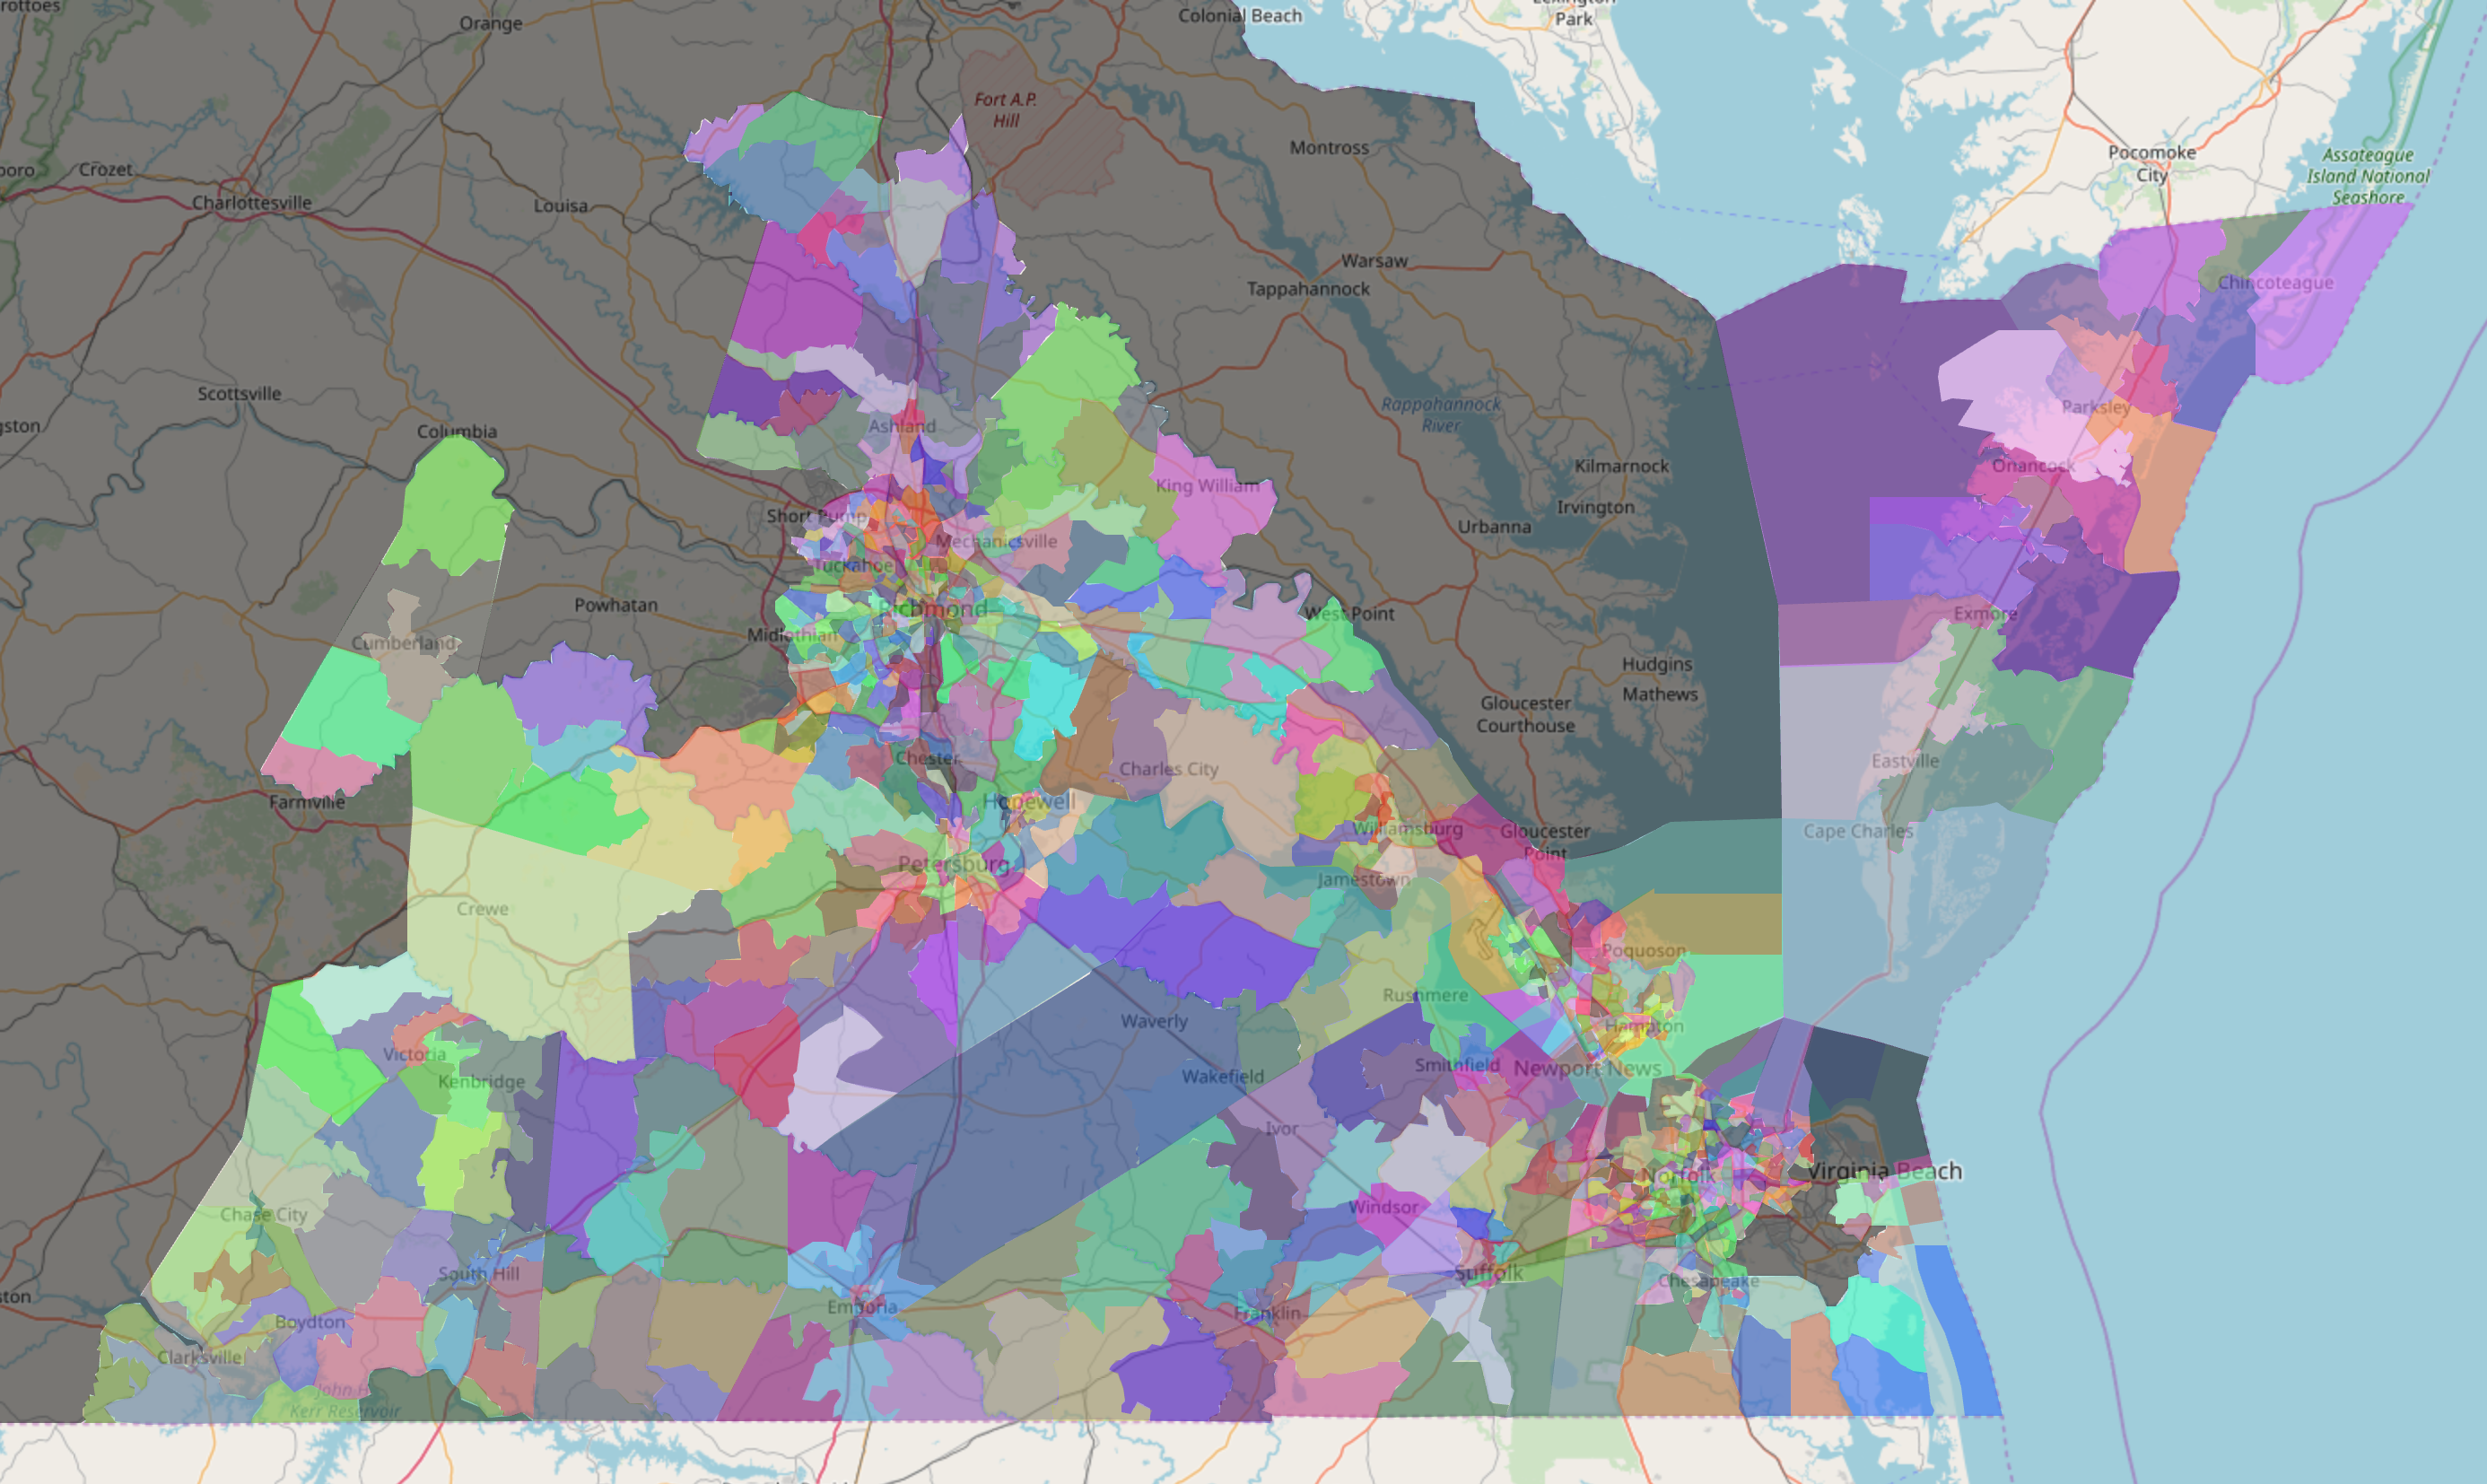 rottoes
Orange
Colonial Beach
Lexington
Park
Fort A.P.
Hill
Montross
Pocomoke
City
Assateague
Island National
Seashore
boro
Crozet
Charlottesville
Louisa
Warsaw
Tappahannock
Chincoteague
Scottsville
gston
Columbia
Ashland
Rappahannock
River
Parksley
Kilmarnock
Onancock
King William
Irvington
Urbanna
Short Pump
Mechanicsville
Tuckahoe
Powhatan
Richmond
West Point
Exmore
Midlothian
Cumberland
Hudgins
Mathews
Gloucester
Courthouse
Chester
Charles City
Eastville
Farmville
Hopewell
Williamsburg
Gloucester
Point
Cape Charles
Petersburg
Jamestown
Crewe
Poquoson
Rushmere
Waverly
Hampton
Victoria
Kenbridge
Wakefield
Smithfield
Newport News
Ivor
Norfolk
Virginia Beach
Chase City
Windsor
South Hill
Suffolk
Chesapeake
ston
Emporia
Franklin
Boydton
Clarksville
John H.
Kerr Reservoir